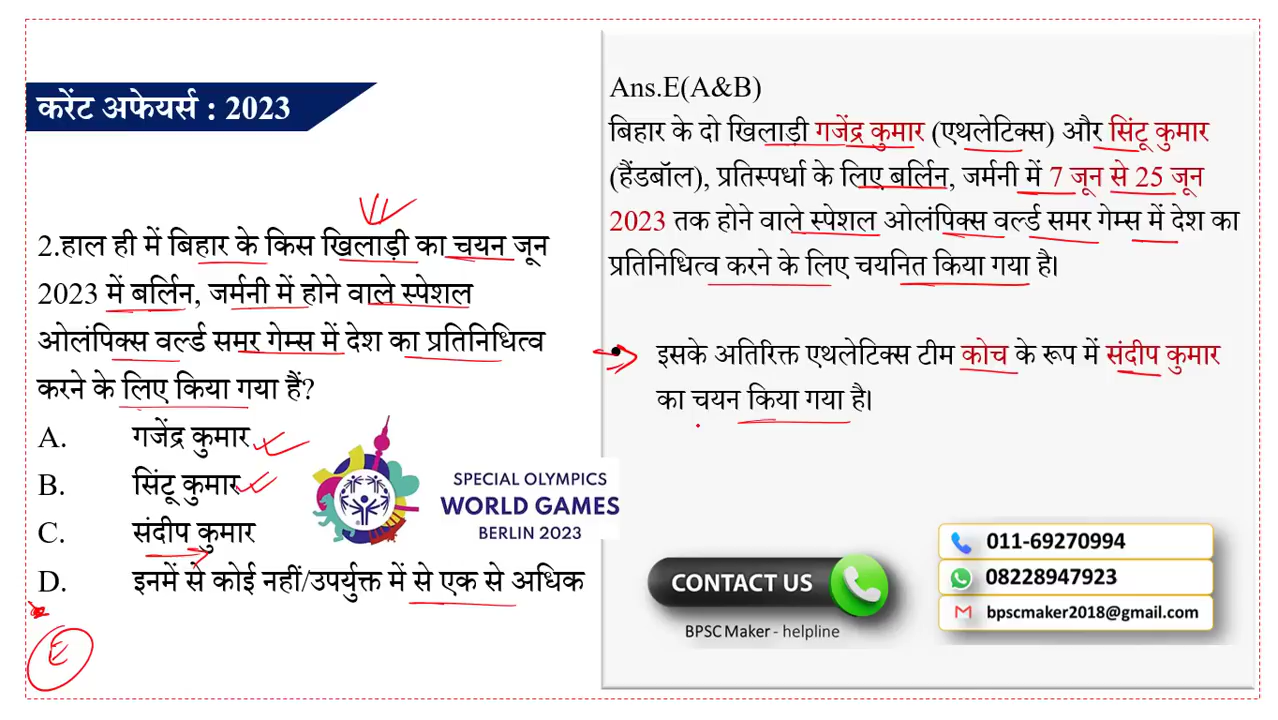 करेंट अफेयर्स : 2023
2.हाल ही में बिहार के किस खिलाड़ी का चयन जून
2023 में बर्लिन, जर्मनी में होने वाले स्पेशल
ओलंपिक्स वर्ल्ड समर गेम्स में देश का प्रतिनिधित्व
करने के लिए किया गया हैं?
A. गजेंद्र कुमार
B. सिंटू कुमार
C. संदीप कुमार
D. इनमें से कोई नहीं/उपर्युक्त में से एक से अधिक
E
SPECIAL OLYMPICS
WORLD GAMES
BERLIN 2023
Ans.E(A&B)
बिहार के दो खिलाड़ी गजेंद्र कुमार (एथलेटिक्स) और सिंटू कुमार
(हैंडबॉल), प्रतिस्पर्धा के लिए बर्लिन, जर्मनी में 7 जून से 25 जून
2023 तक होने वाले स्पेशल ओलंपिक्स वर्ल्ड समर गेम्स में देश का
प्रतिनिधित्व करने के लिए चयनित किया गया है।
इसके अतिरिक्त एथलेटिक्स टीम कोच के रूप में संदीप कुमार
का चयन किया गया है।
CONTACT US
BPSC Maker - helpline
011-69270994
08228947923
bpscmaker2018@gmail.com